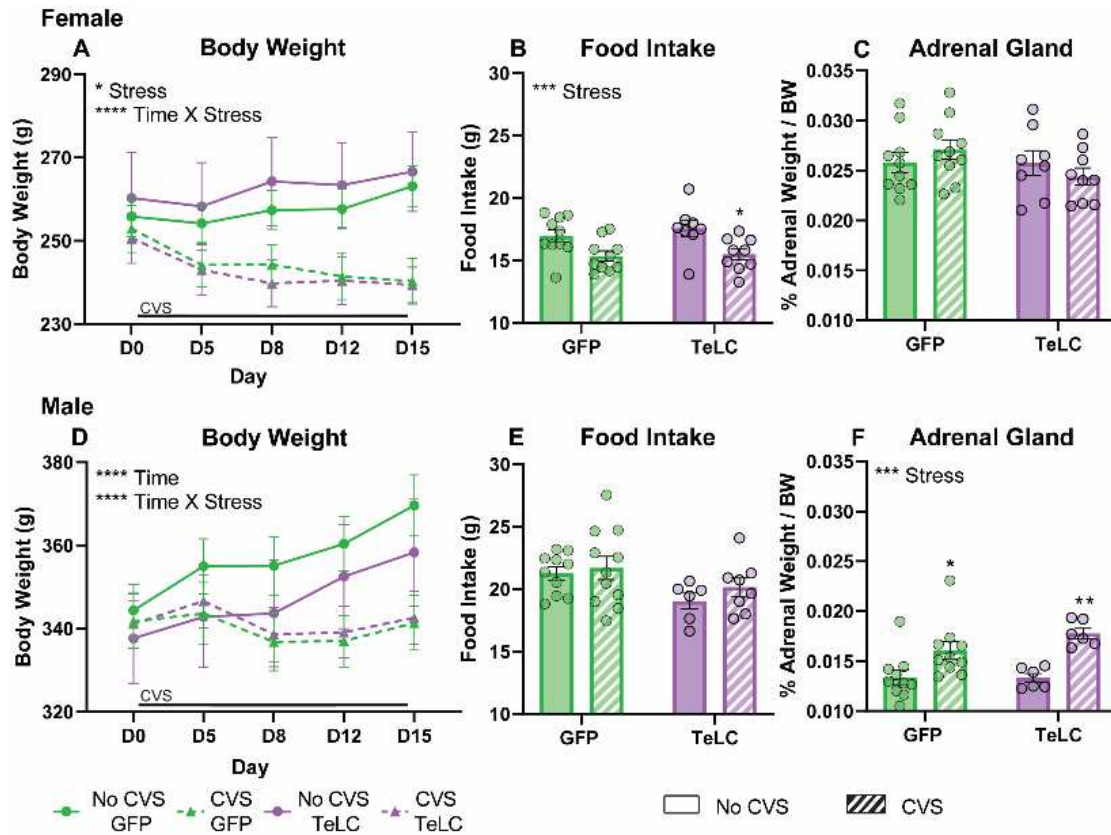 Female
A Body Weight
* Stress
**** Time X Stress
Body Weight (g)
290
270
250
230
CVS
D0 D5 D8 D12 D15
Day
B Food Intake
*** Stress
Food Intake (g)
30
25
20
15
10
*
GFP TeLC
C Adrenal Gland
% Adrenal Weight / BW
0.035
0.030
0.025
0.020
0.015
0.010
GFP TeLC
Male
D Body Weight
**** Time
**** Time X Stress
Body Weight (g)
380
360
340
320
CVS
D0 D5 D8 D12 D15
Day
E Food Intake
Food Intake (g)
30
25
20
15
10
GFP TeLC
F Adrenal Gland
*** Stress
% Adrenal Weight / BW
0.035
0.030
0.025
0.020
0.015
0.010
*
**
GFP TeLC
No CVS GFP
CVS GFP
No CVS TeLC
CVS TeLC
No CVS
CVS